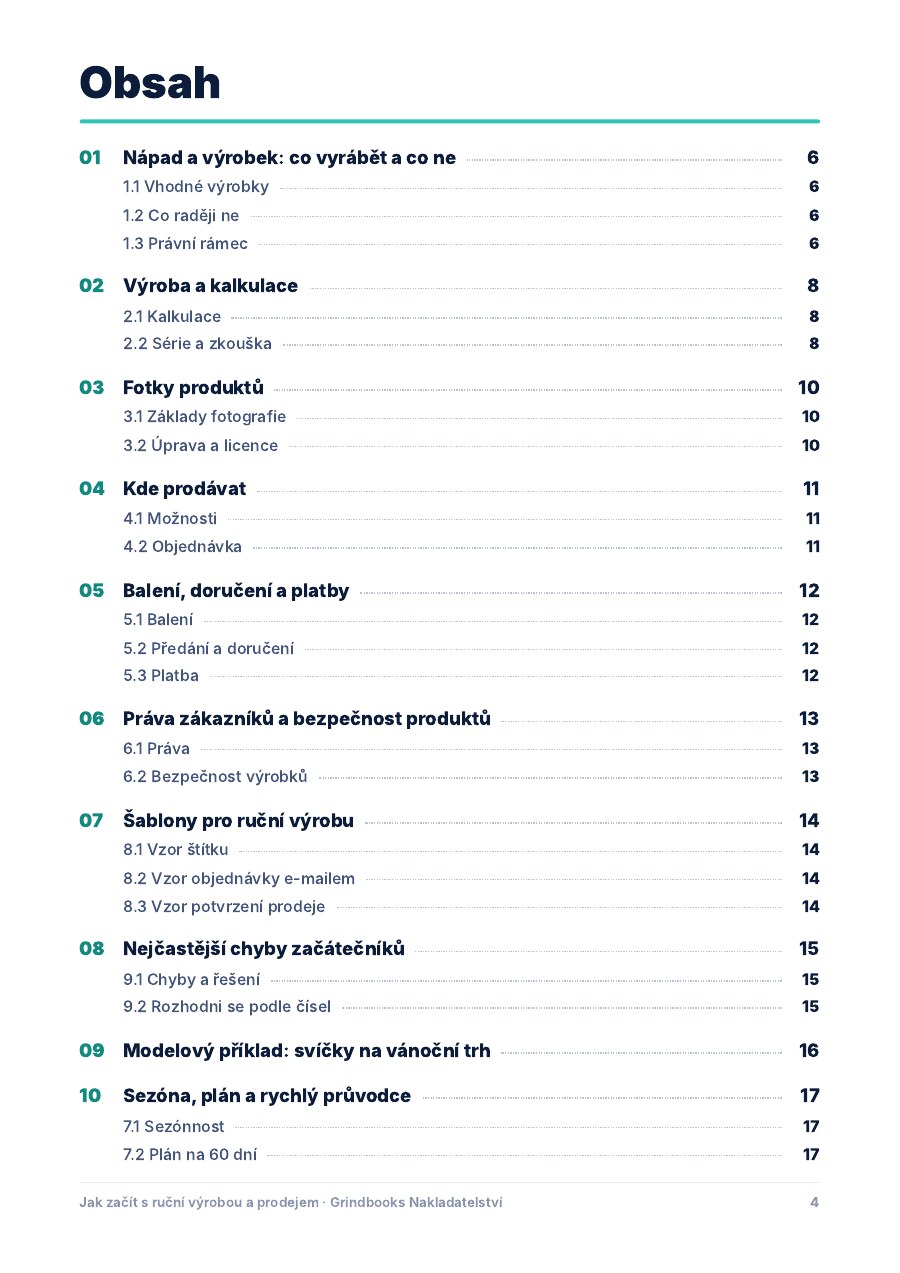 Obsah
01 Nápad a výrobek: co vyrábět a co ne 6
1.1 Vhodné výrobky 6
1.2 Co raději ne 6
1.3 Právní rámec 6
02 Výroba a kalkulace 8
2.1 Kalkulace 8
2.2 Série a zkouška 8
03 Fotky produktů 10
3.1 Základy fotografie 10
3.2 Úprava a licence 10
04 Kde prodávat 11
4.1 Možnosti 11
4.2 Objednávka 11
05 Balení, doručení a platby 12
5.1 Balení 12
5.2 Předání a doručení 12
5.3 Platba 12
06 Práva zákazníků a bezpečnost produktů 13
6.1 Práva 13
6.2 Bezpečnost výrobků 13
07 Šablony pro ruční výrobu 14
8.1 Vzor štítku 14
8.2 Vzor objednávky e-mailem 14
8.3 Vzor potvrzení prodeje 14
08 Nejčastější chyby začátečníků 15
9.1 Chyby a řešení 15
9.2 Rozhodni se podle čísel 15
09 Modelový příklad: svíčky na vánoční trh 16
10 Sezóna, plán a rychlý průvodce 17
7.1 Sezónnost 17
7.2 Plán na 60 dní 17
Jak začít s ruční výrobou a prodejem · Grindbooks Nakladatelství 4